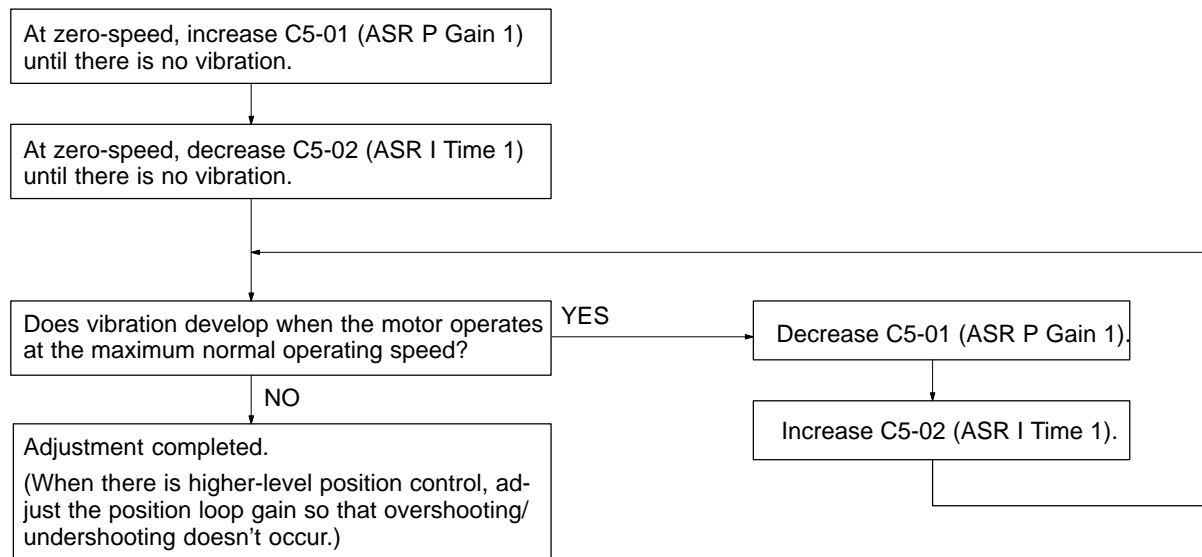 At zero-speed, increase C5-01 (ASR P Gain 1)
until there is no vibration.
At zero-speed, decrease C5-02 (ASR I Time 1)
until there is no vibration.
Does vibration develop when the motor operates
at the maximum normal operating speed?
YES
Decrease C5-01 (ASR P Gain 1).
Increase C5-02 (ASR I Time 1).
NO
Adjustment completed.
(When there is higher-level position control, ad-
just the position loop gain so that overshooting/
undershooting doesn't occur.)